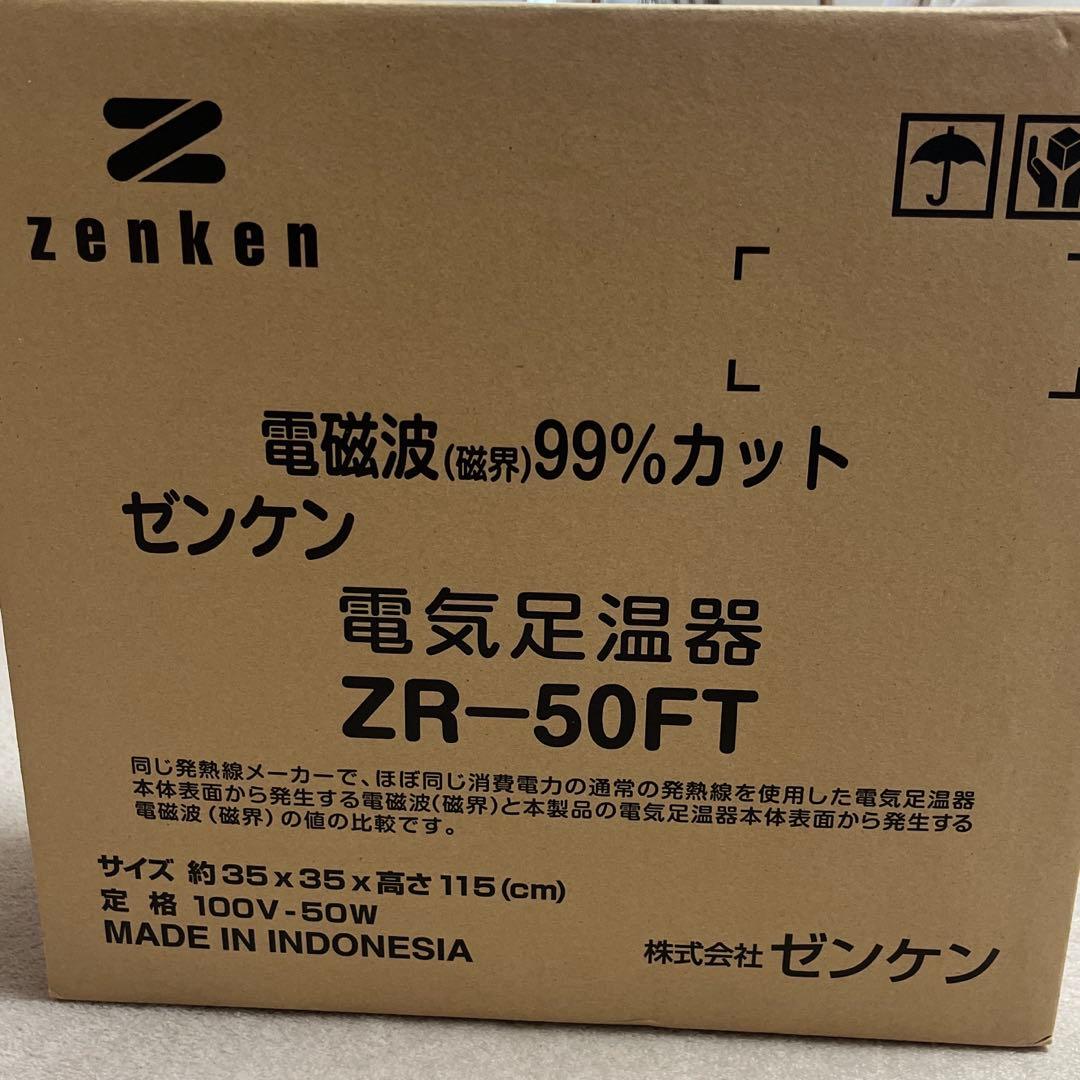 zenken
電磁波(磁界)99%カット
ゼンケン
電気足温器
ZR-50FT
同じ発熱線メーカーで、ほぼ同じ消費電力の通常の発熱線を使用した電気足温器
本体表面から発生する電磁波(磁界)と本製品の電気足温器本体表面から発生する
電磁波(磁界)の値の比較です。
サイズ 約35x35x高さ115(cm)
定 格 100V-50W
MADE IN INDONESIA
株式会社 ゼンケン